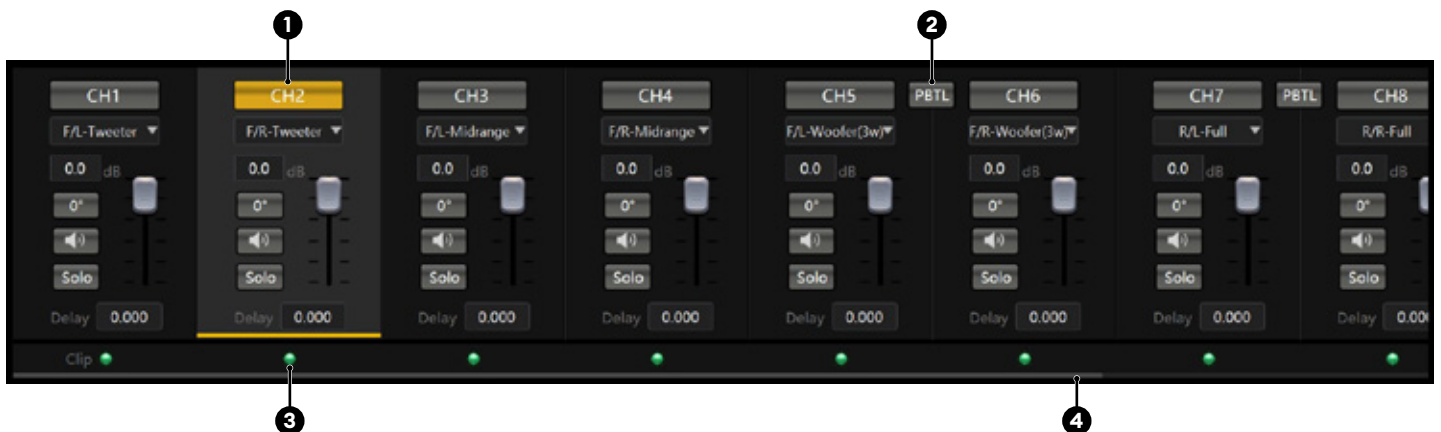 1 2
CH1 CH2 CH3 CH4 CH5 PBTL CH6 CH7 PBTL CH8
F/L-Tweeter F/R-Tweeter F/L-Midrange F/R-Midrange F/L-Woofer(3w) F/R-Woofer(3w) R/L-Full R/R-Full
0.0 dB 0.0 dB 0.0 dB 0.0 dB 0.0 dB 0.0 dB 0.0 dB 0.0 dB
0° 0° 0° 0° 0° 0° 0° 0°
Solo Solo Solo Solo Solo Solo Solo Solo
Delay 0.000 Delay 0.000 Delay 0.000 Delay 0.000 Delay 0.000 Delay 0.000 Delay 0.000 Delay 0.00
Clip
3 4